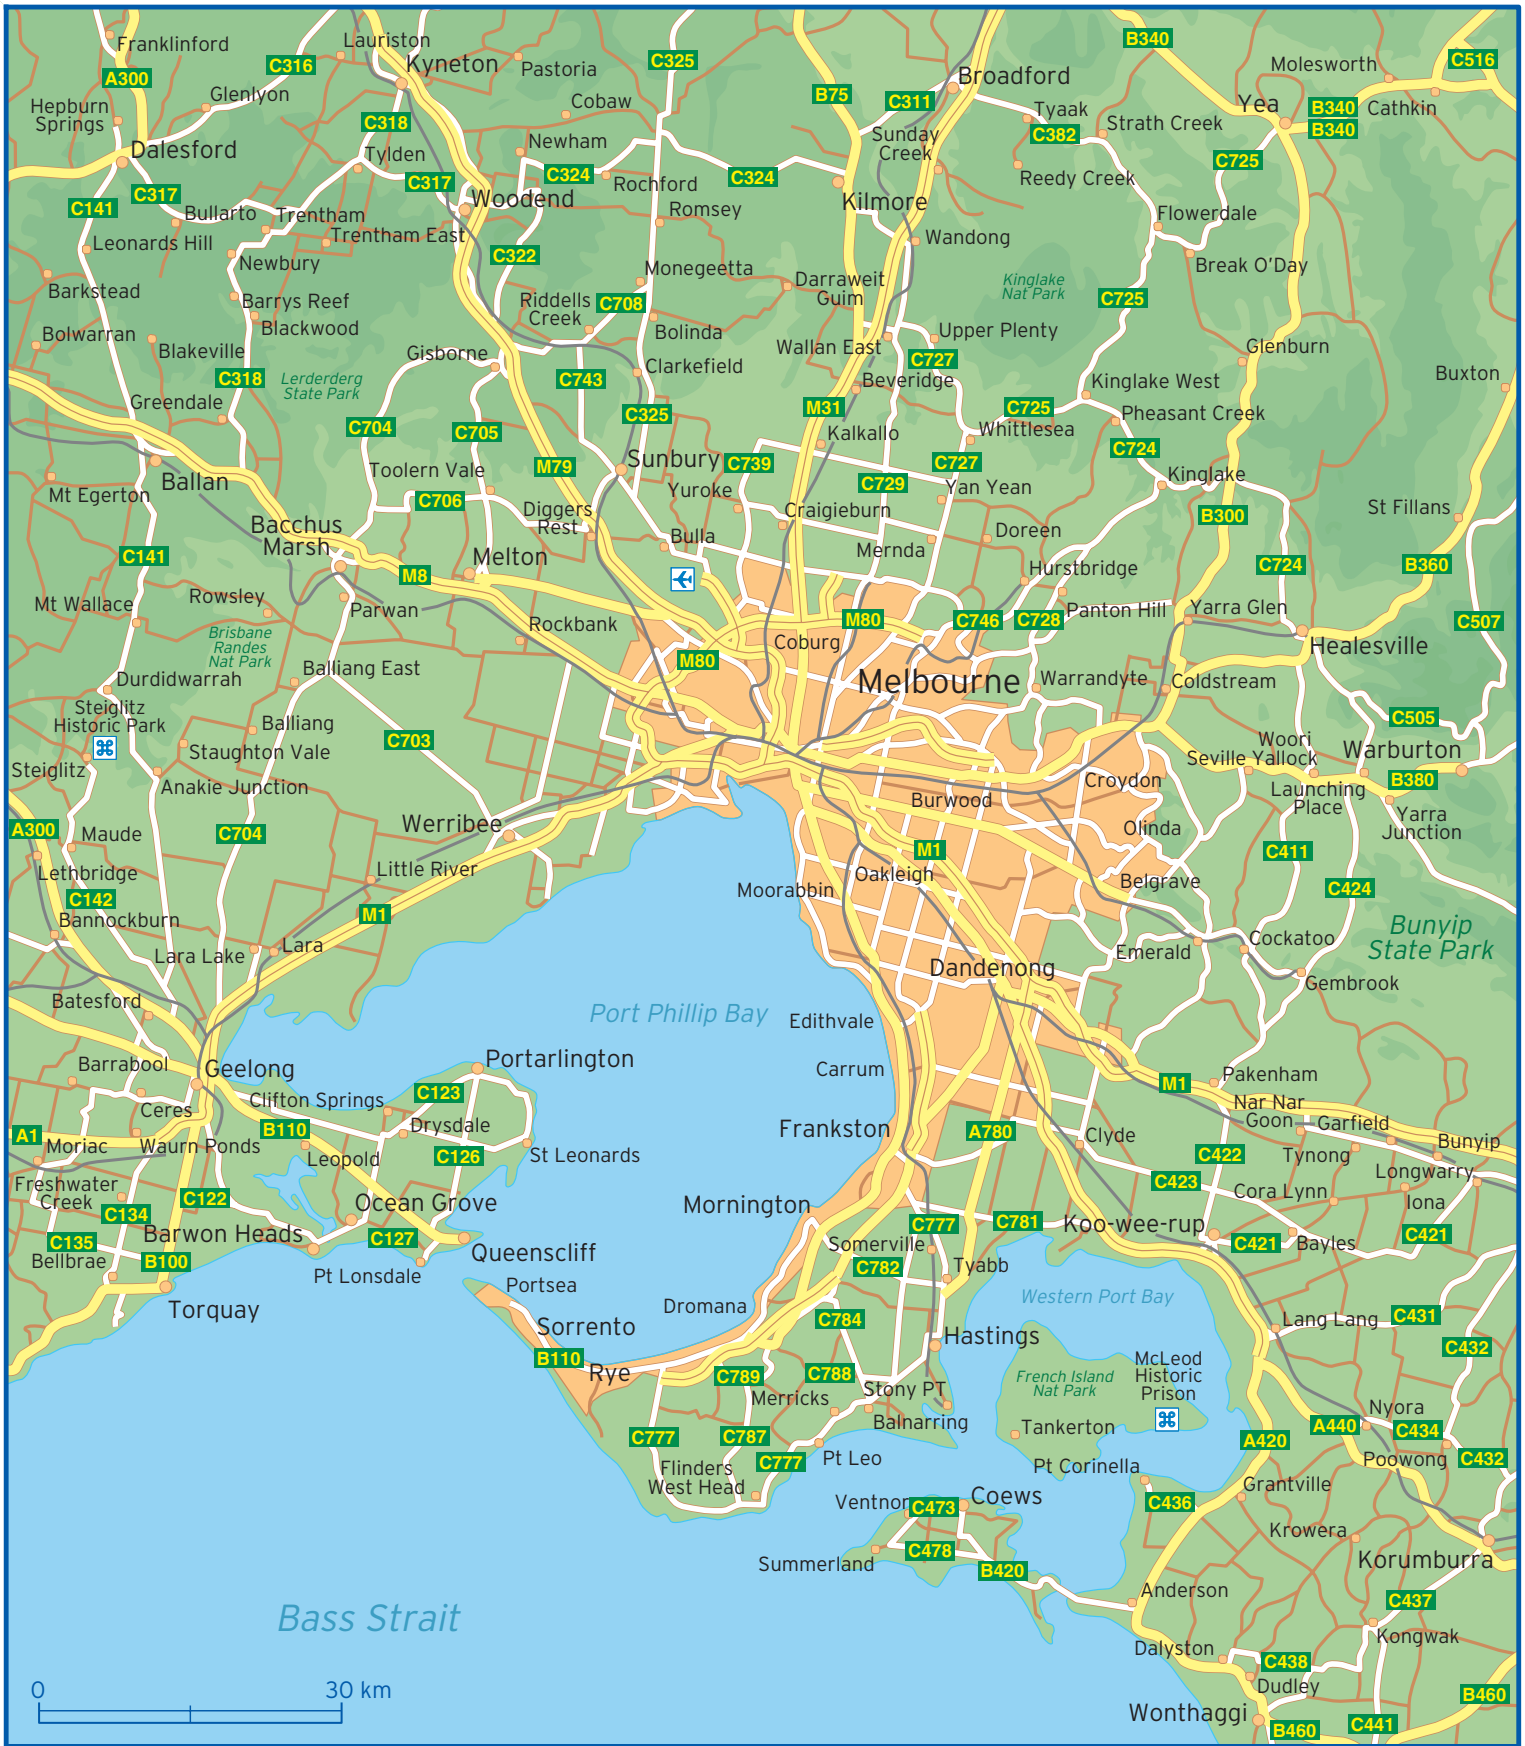 Franklinford
Lauriston
Kyneton
Pastoria
C325
B340
C516
A300
C316
Molesworth
Broadford
B75
C311
Yea
B340
Cathkin
B340
Glenlyon
Hepburn
Springs
Cobaw
C318
Tyaak
C382
Strath Creek
Sunday
Creek
Newham
Dalesford
Tylden
C725
C317
C324
Rochford
C324
Reedy Creek
C317
C141
Woodend
Kilmore
Bullarto
Trentham
Romsey
Flowerdale
Leonards Hill
Trentham East
Wandong
Newbury
C322
Break O'Day
Barkstead
Monegeetta
Darraweit
Guim
Kinglake
Nat Park
Barrys Reef
Riddells
Creek
C708
C725
Blackwood
Bolinda
Upper Plenty
Bolwarran
Blakeville
Gisborne
Wallan East
C727
Glenburn
Clarkefield
C318
Lerderderg
State Park
C743
Beveridge
Kinglake West
Buxton
Greendale
C325
M31
C725
Pheasant Creek
C704
C705
Kalkallo
Whittlesea
C724
Sunbury
C739
C727
Toolern Vale
M79
Kinglake
Ballan
C729
Yan Yean
Mt Egerton
C706
Yuroke
Diggers
Rest
Craigieburn
St Fillans
Bacchus
Marsh
B300
Doreen
Bulla
Mernda
C141
Melton
C724
B360
M8
Hurstbridge
Mt Wallace
Rowsley
Parwan
Panton Hill
Yarra Glen
Rockbank
M80
C746
C728
C507
Brisbane
Randes
Nat Park
Coburg
Healesville
M80
Balliang East
Melbourne
Durdidwarrah
Warrandyte
Coldstream
Steiglitz
Historic Park
Balliang
C505
C703
Staughton Vale
Woori
Yallock
Seville
Warburton
Steiglitz
Croydon
B380
Anakie Junction
Launching
Place
Burwood
Yarra
Junction
A300
Maude
C704
Werribee
Olinda
M1
C411
Lethbridge
Little River
Oakleigh
Belgrave
C424
Moorabbin
C142
M1
Bannockburn
Bunyip
State Park
Lara Lake
Lara
Emerald
Cockatoo
Dandenong
Gembrook
Batesford
Port Phillip Bay
Edithvale
Barrabool
Geelong
Portarlington
Carrum
Pakenham
M1
C123
Ceres
Clifton Springs
Nar Nar
Goon
Garfield
B110
Drysdale
Frankston
A780
A1
Moriac
Waurn Ponds
Clyde
Bunyip
Leopold
C126
St Leonards
C422
Tynong
Longwarry
Freshwater
Creek
C423
Cora Lynn
Iona
C122
Ocean Grove
Mornington
C134
C777
C781
Koo-wee-rup
Barwon Heads
C127
C421
Bayles
C421
C135
Queenscliff
Somerville
Bellbrae
B100
C782
Tyabb
Pt Lonsdale
Portsea
Western Port Bay
Torquay
Dromana
Sorrento
C784
Lang Lang
C431
Hastings
C432
B110
Rye
C789
C788
French Island
Nat Park
McLeod
Historic
Prison
Stony PT
Merricks
Balnarring
Nyora
Tankerton
A420
A440
C434
C777
C787
C777
Pt Leo
Flinders
West Head
Pt Corinella
Poowong
C432
Ventnor
C473
Coews
C436
Grantville
Krowera
Summerland
C478
B420
Korumburra
Anderson
C437
Bass Strait
Kongwak
Dalyston
C438
Dudley
0 30 km
Wonthaggi
B460
B460
C441